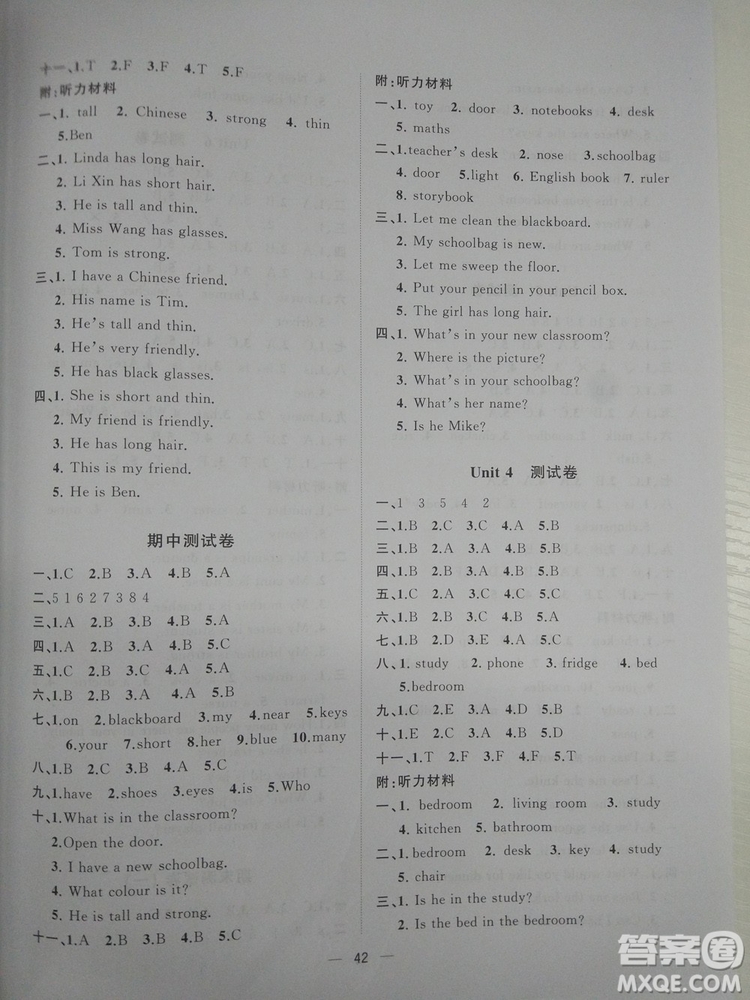 十一、1.T 2.F 3.F 4.T 5.F
附:听力材料
一、1. tall 2. Chinese 3. strong 4. thin
5.Ben
二、1. Linda has long hair.
2. Li Xin has short hair.
3. He is tall and thin.
4. Miss Wang has glasses.
5. Tom is strong.
三、1. I have a Chinese friend.
2. His name is Tim.
3. He's tall and thin.
4. He's very friendly.
5. He has black glasses.
四、1. She is short and thin.
2. My friend is friendly.
3. He has long hair.
4. This is my friend.
5. He is Ben.
期中测试卷
一、1.C 2.B 3.A 4.B 5.A
二、5 1 6 2 7 3 8 4
三、1.A 2.B 3.A 4.B 5.B
四、1.A 2.B 3.B 4.A 5.C
五、1.C 2.B 3.A 4.A 5.C
六、1.B 2.B 3.A 4.A 5.B
七、1.on 2. blackboard 3. my 4. near 5. keys
6.your 7. short 8. her 9. blue 10. many
八、1.B 2.A 3.C 4.A 5.B
九、1.have 2. shoes 3.eyes 4.is 5.Who
十、1.What is in the classroom?
2.Open the door.
3. I have a new schoolbag.
4. What colour is it?
5. He is tall and strong.
十一、1.A 2.B 3.B 4.B 5.C
附:听力材料
一、1. toy 2. door 3. notebooks 4. desk
5. maths
二、1.teacher's desk 2. nose 3. schoolbag
4. door 5.light 6. English book 7. ruler
8. storybook
三、1. Let me clean the blackboard.
2. My schoolbag is new.
3. Let me sweep the floor.
4. Put your pencil in your pencil box.
5. The girl has long hair.
四、1. What's in your new classroom?
2. Where is the picture?
3. What's in your schoolbag?
4. What's her name?
5. Is he Mike?
Unit 4 测试卷
一、1 3 5 4 2
二、1.B 2.C 3.C 4.A 5.B
三、1.B 2.A 3.A 4.B 5.B
四、1.B 2.B 3.A 4.A 5.A
五、1.C 2.C 3.A 4.C 5.C
六、1.A 2.C 3.B 4.B 5.A
七、1.B 2.D 3.A 4.C 5.E
八、1. study 2. phone 3. fridge 4. bed
5.bedroom
九、1.C 2.E 3.A 4.D 5.B
十、1.E 2.C 3.A 4.B 5.D
十一、1.T 2.F 3.F 4.F 5.T
附:听力材料
一、1. bedroom 2. living room 3. study
4. kitchen 5. bathroom
二、1. bedroom 2. desk 3. key 4. study
5. chair
三、1. Is he in the study?
2. Is the bed in the bedroom?
— 42 —
答案圈
MXQE.COM